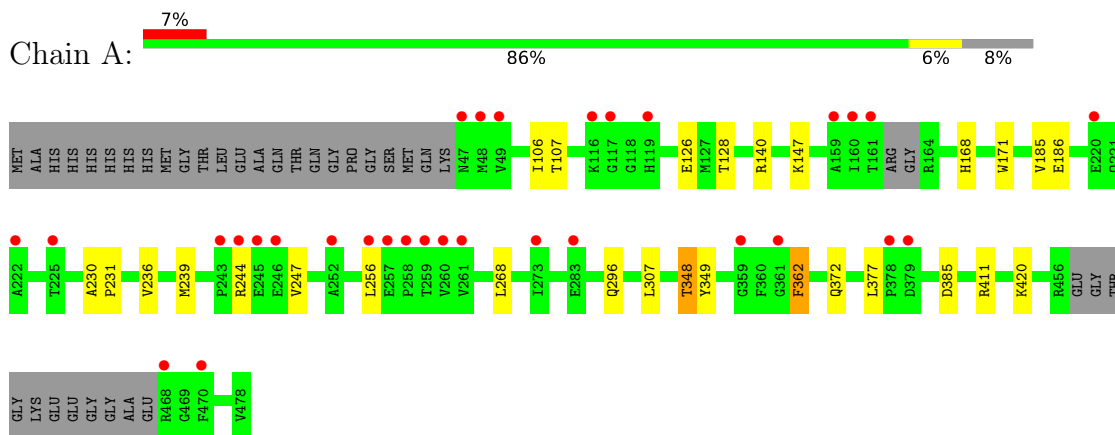 7%
Chain A:
86% 6% 8%
MET ALA HIS HIS HIS HIS HIS HIS MET GLY THR LEU GLU ALA GLN THR GLN GLY PRO GLY SER MET GLN LYS N47 M48 V49 I106 T107 K116 G117 G118 H119 E126 M127 T128 R140 K147 A159 I160 T161 ARG GLY R164 H168 W171 V185 E186 E220
A222 T225 A230 P231 V236 M239 P243 R244 E245 E246 V247 A252 L256 E257 P258 T259 V260 V261 L268 I273 E283 Q296 L307 T348 Y349 G359 F360 G361 F362 Q372 L377 P378 D379 D385 R411 K420 R456 GLU GLY THR
GLY LYS GLU GLU GLY GLY ALA GLU R468 G469 F470 V478